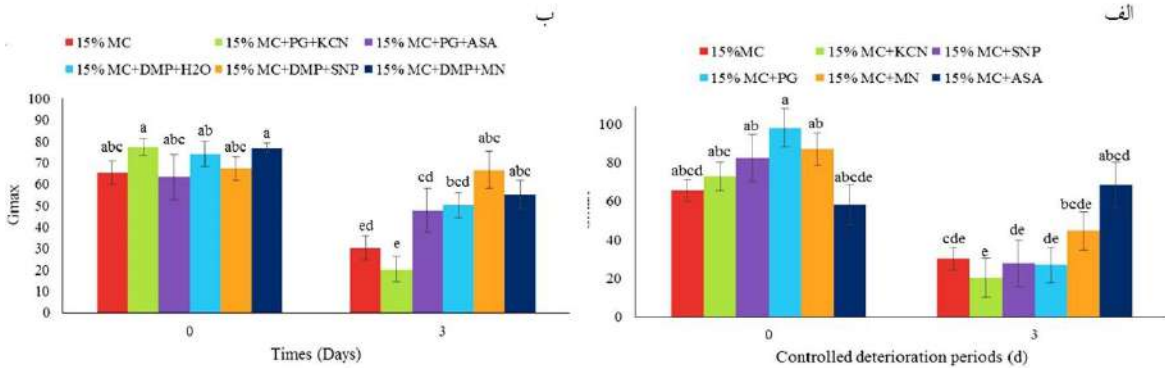 ب
15% MC 15% MC+PG+KCN 15% MC+PG+ASA
15% MC+DMP+H2O 15% MC+DMP+SNP 15% MC+DMP+MN
100
90
80
70
60
50
40
30
20
10
0
Gmax
abc a abc ab abc a
ed e cd bcd abc abc
0 3
Times (Days)
الف
15%MC 15% MC+KCN 15% MC+SNP
15% MC+PG 15% MC+MN 15% MC+ASA
100
80
60
40
20
0
abcd abc ab a ab abcde
cde e de de bcde abcd
0 3
Controlled deterioration periods (d)